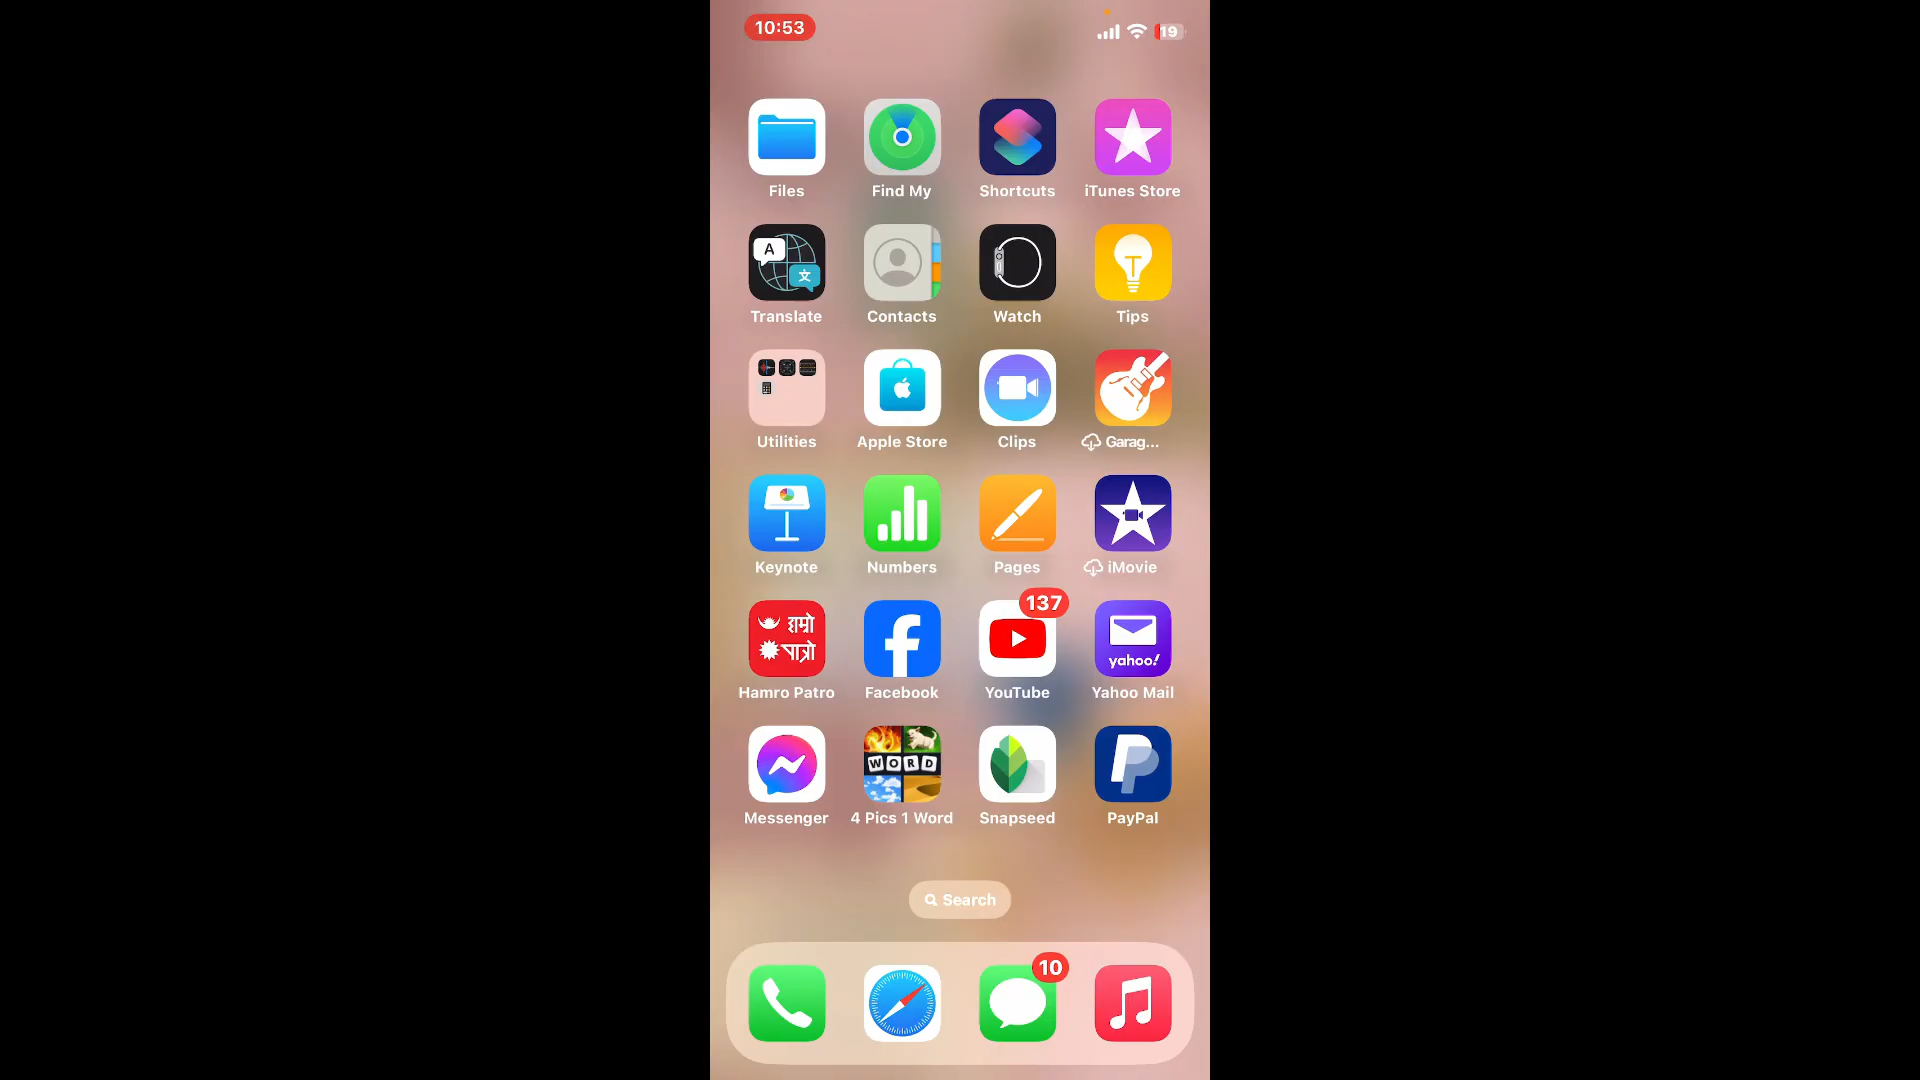 10:53
19
Files Find My Shortcuts iTunes Store
A 文
Translate Contacts Watch Tips
Utilities Apple Store Clips Garag...
Keynote Numbers Pages iMovie
137
हाम्रो
पात्रो
yahoo!
Hamro Patro Facebook YouTube Yahoo Mail
WORD
Messenger 4 Pics 1 Word Snapseed PayPal
Search
10